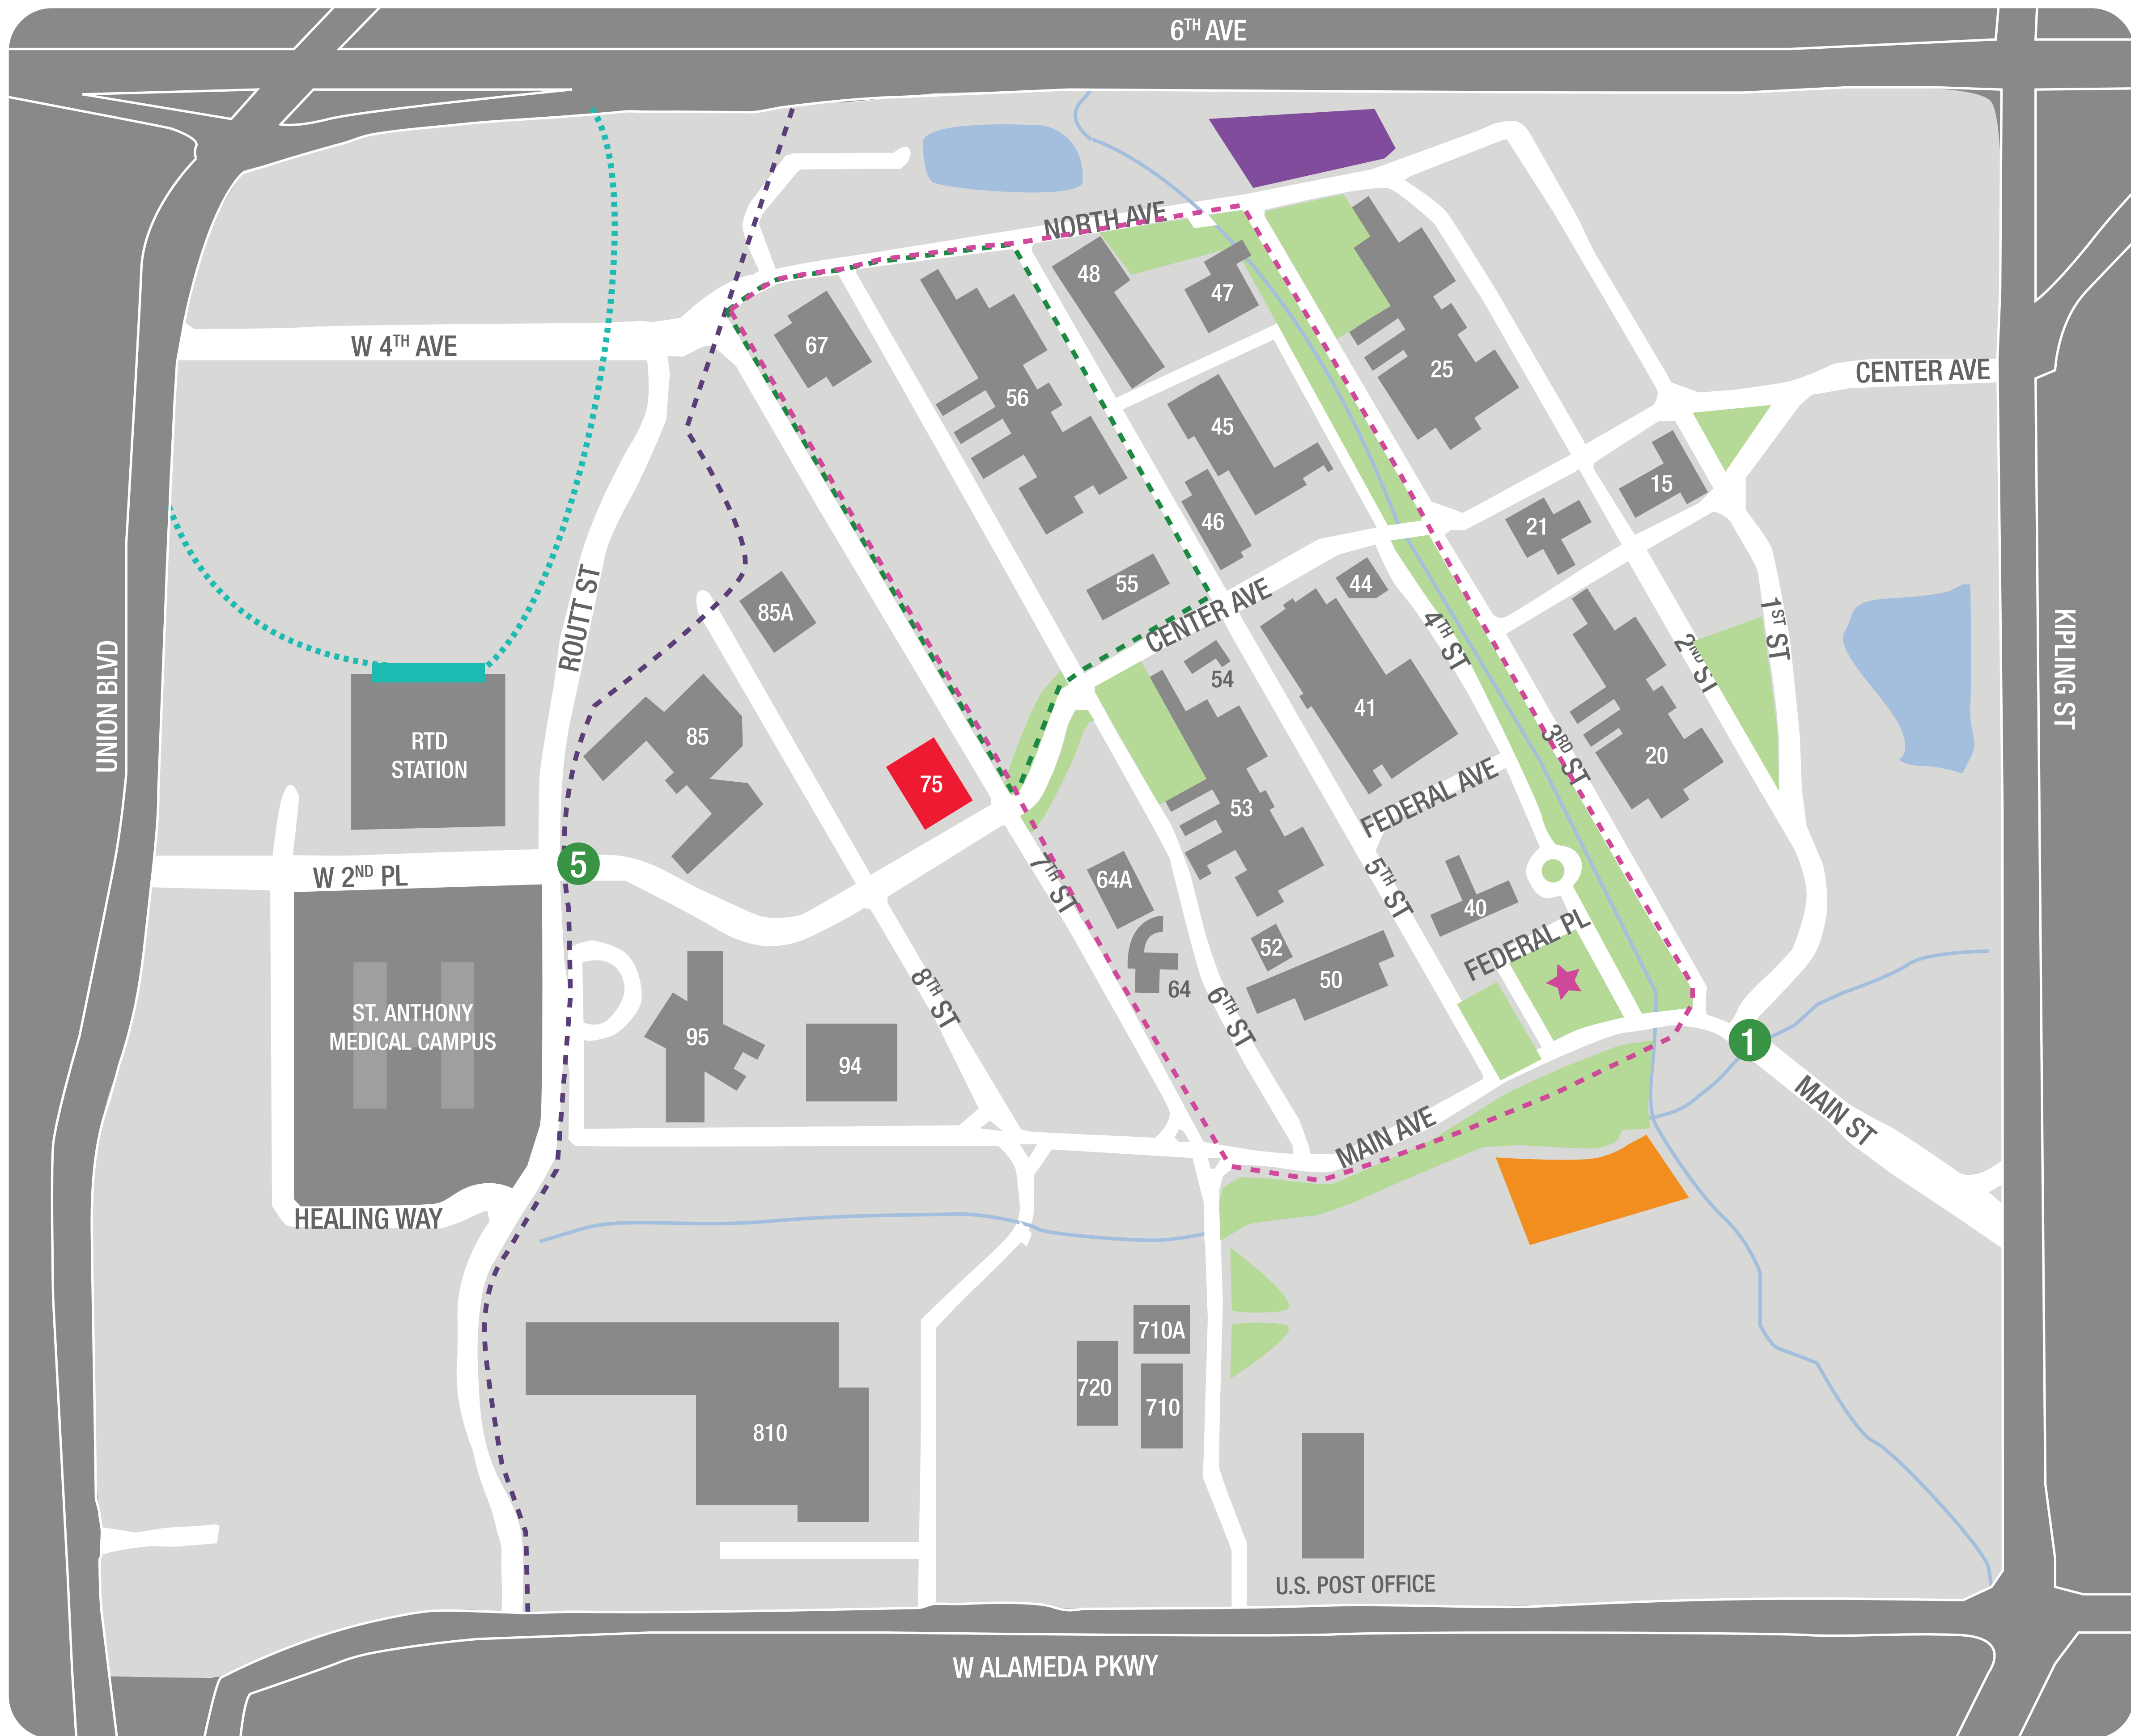 6TH AVE
NORTH AVE
48
47
67
W 4TH AVE
25
CENTER AVE
56
45
15
46
21
55
44
85A
CENTER AVE
ROUTT ST
4TH ST
1ST ST
2ND ST
UNION BLVD
KIPLING ST
54
41
85
RTD
STATION
3RD ST
20
75
53
FEDERAL AVE
5
W 2ND PL
7TH ST
64A
5TH ST
40
FEDERAL PL
52
50
64
8TH ST
6TH ST
ST. ANTHONY
MEDICAL CAMPUS
95
94
1
MAIN ST
MAIN AVE
HEALING WAY
710A
720
710
810
U.S. POST OFFICE
W ALAMEDA PKWY